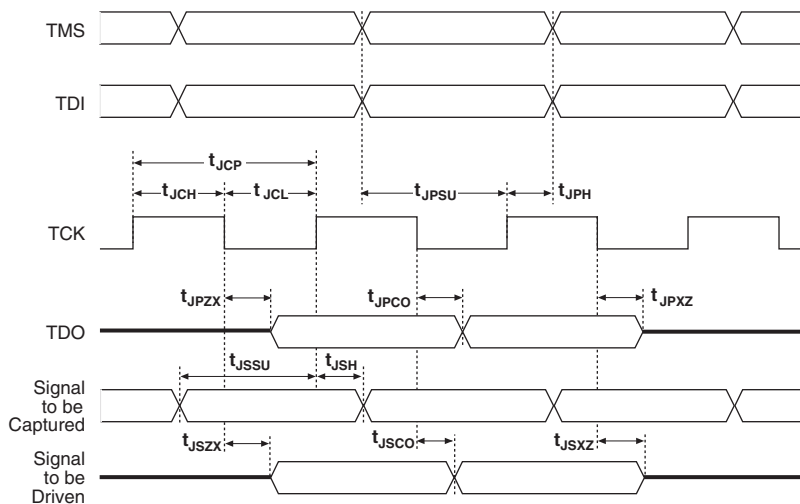 TMS
TDI
tJCP
tJCH
tJCL
tJPSU
tJPH
TCK
tJPZX
tJPCO
tJPXZ
TDO
tJSSU
tJSH
Signal
to be
Captured
tJSZX
tJSCO
tJSXZ
Signal
to be
Driven